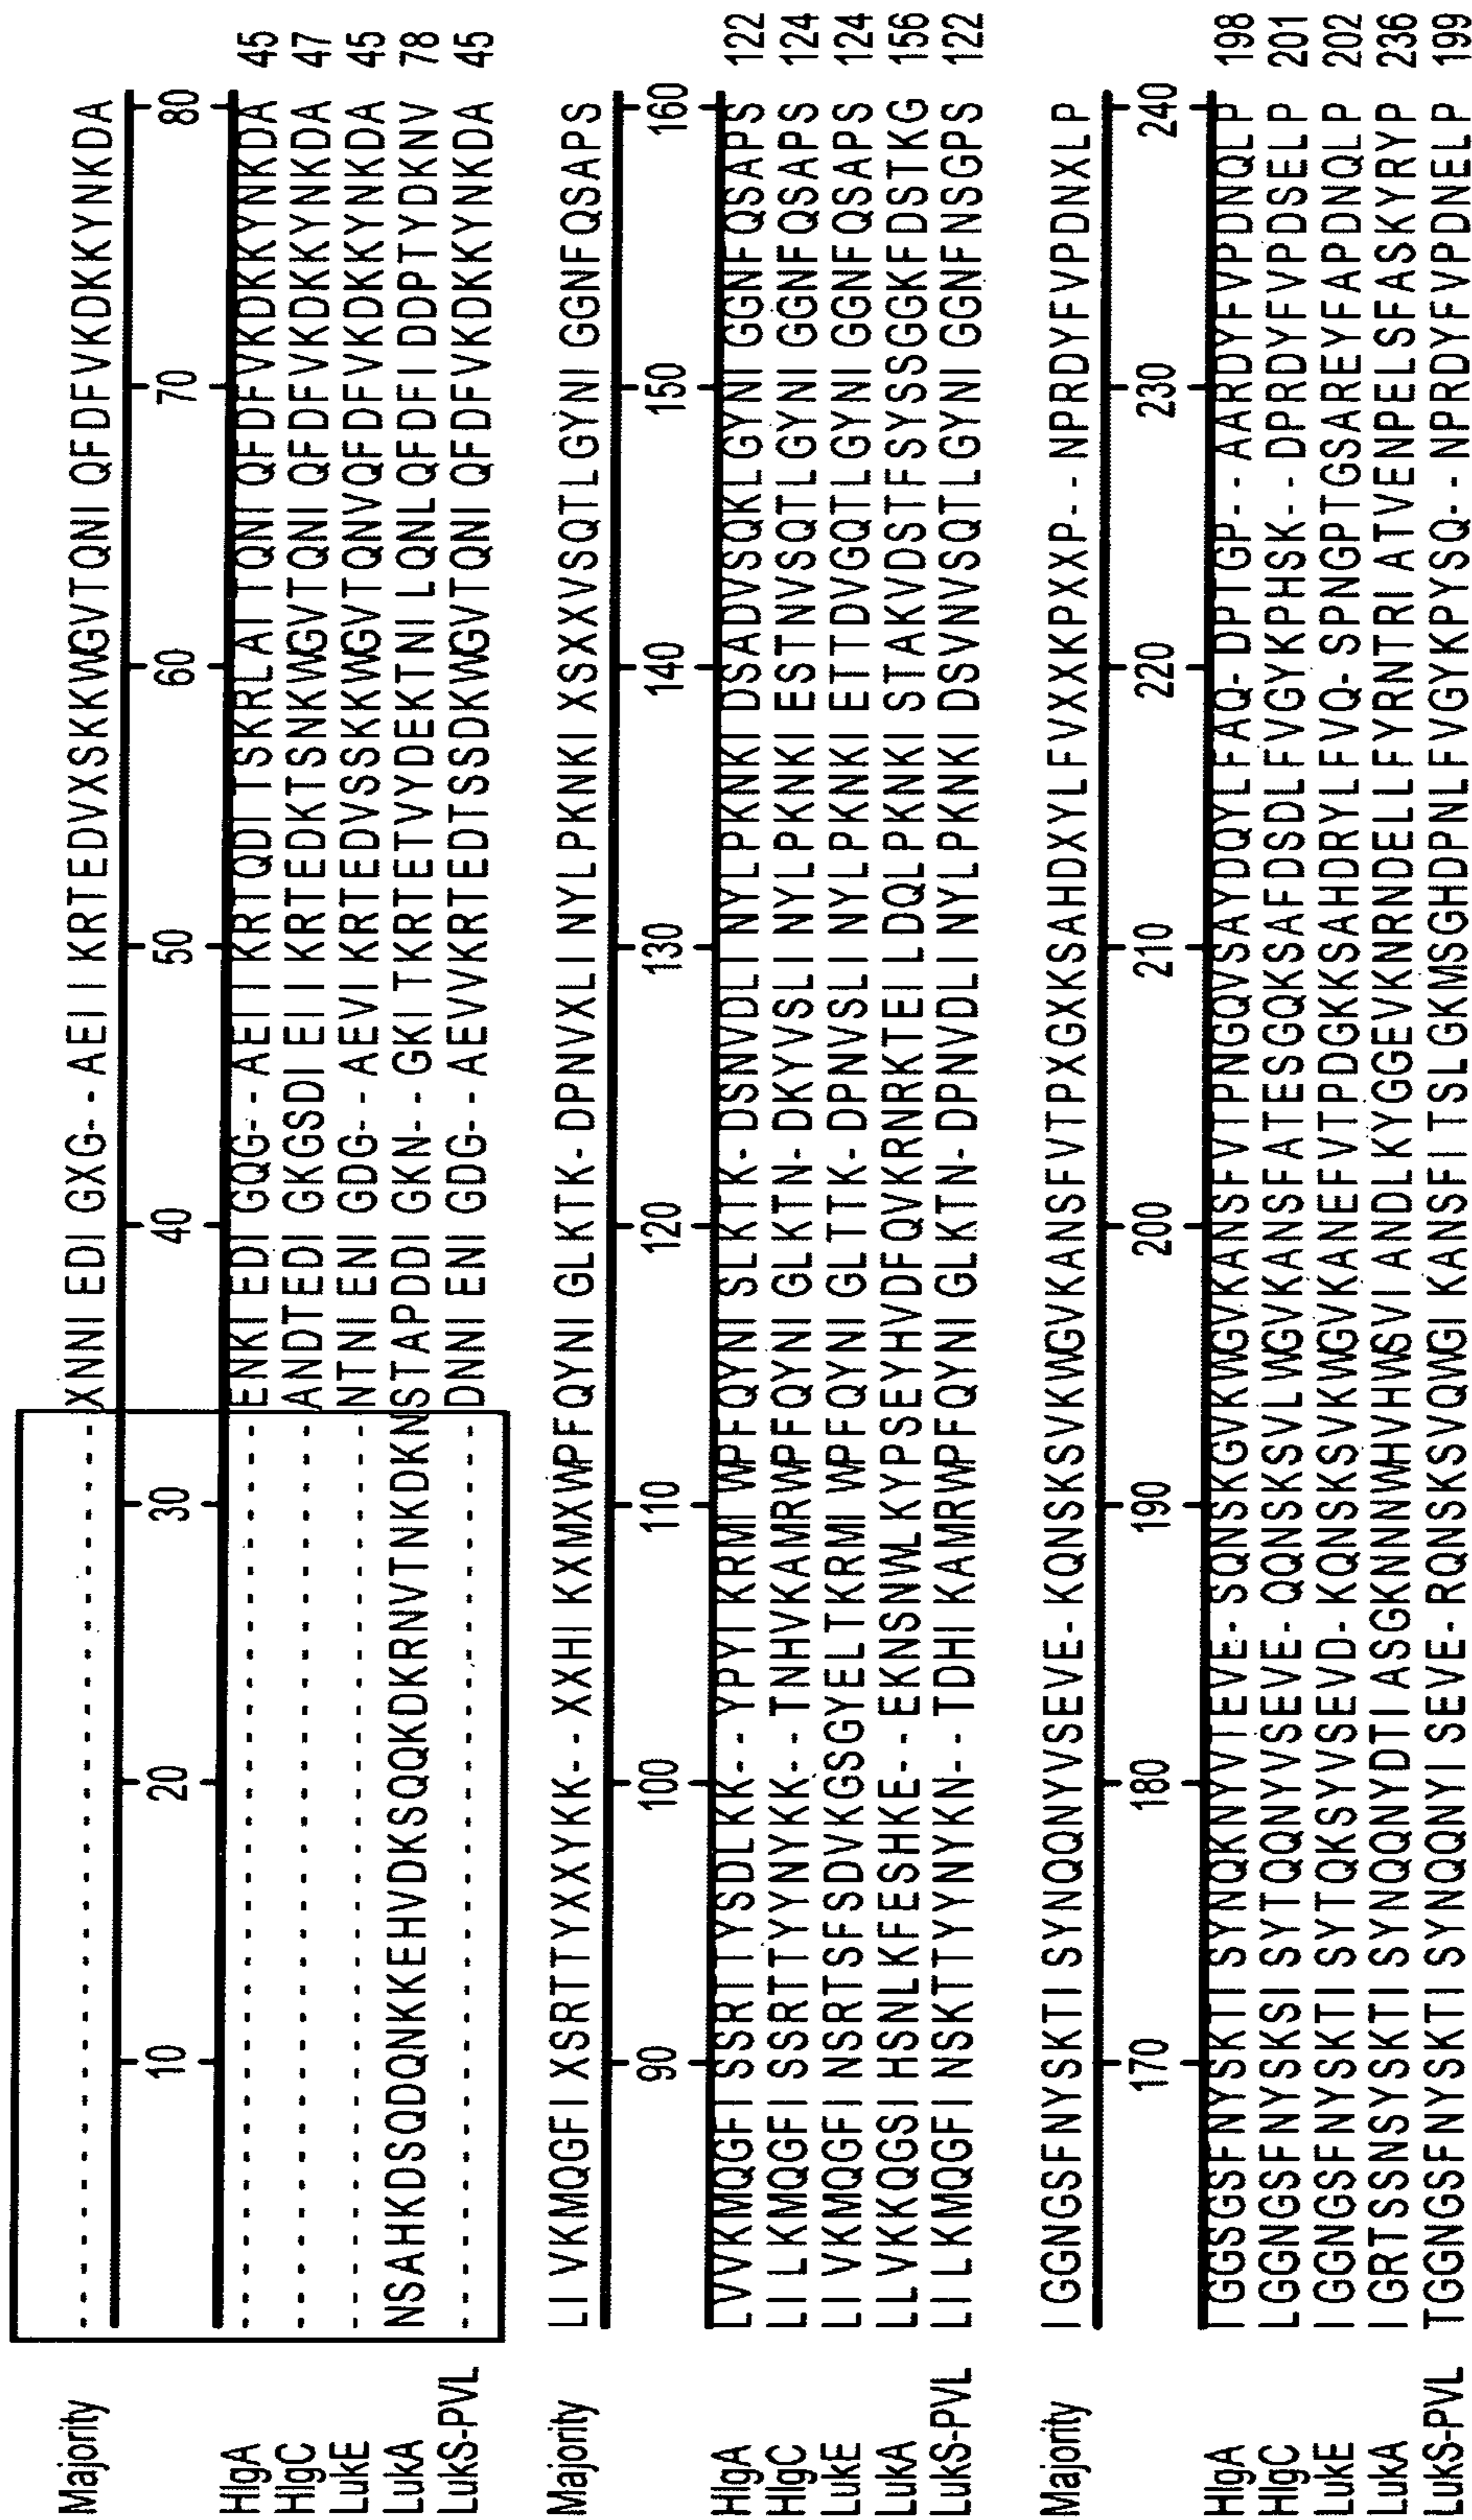 Majority ---------------------------------XNNIEDIGXG--AEIIKRTEDVXSKKWGVTQNIQFDFVKDKKYNKDA
10 20 30 40 50 60 70 80
HlgA ---------------------------------ENKIEDIGQG--AEIIKRTQDITSKRLAITQNIQFDFVKDKKYNKDA 45
HlgC ---------------------------------ANDTEDIGKGSDIEIIKRTEDKTSNKWGVTQNIQFDFVKDKKYNKDA 47
LukE ---------------------------------NTNIENIGDG--AEVIKRTEDVSSKKWGVTQNVQFDFVKDKKYNKDA 45
LukA NSAHKDSQDQNKKEHVDKSQQKDKRNVTNKDKNSTAPDDIGKN--GKITKRTETVYDEKTNILQNLQFDFIDDPTYDKNV 78
LukS-PVL ---------------------------------DNNIENIGDG--AEVVKRTEDTSSDKWGVTQNIQFDFVKDKKYNKDA 45
Majority LIVKMQGFIXSRTTYXXYKK--XXHIKXMXWPFQYNIGLKTK-DPNVXLINYLPKNKIXSXXVSQTLGYNIGGNFQSAPS
90 100 110 120 130 140 150 160
HlgA LVVKMQGFISSRTTYSDLKK--YPYIKRMIWPFQYNISLKTK-DSNVDLINYLPKNKIDSADVSQKLGYNIGGNFQSAPS 122
HlgC LILKMQGFISSRTTYYNYKK--TNHVKAMRWPFQYNIGLKTN-DKYVSLINYLPKNKIESTNVSQTLGYNIGGNFQSAPS 124
LukE LIVKMQGFINSRTSFSDVKGSGYELTKRMIWPFQYNIGLTTK-DPNVSLINYLPKNKIETTDVGQTLGYNIGGNFQSAPS 124
LukA LLVKKQGSIHSNLKFESHKE--EKNSNWLKYPSEYHVDFQVKRNRKTEILDQLPKNKISTAKVDSTFSYSSGGKFDSTKG 156
LukS-PVL LILKMQGFINSKTTYYNYKN--TDHIKAMRWPFQYNIGLKTN-DPNVDLINYLPKNKIDSVNVSQTLGYNIGGNFNSGPS 122
Majority IGGNGSFNYSKTISYNQQNYVSEVE-KQNSKSVKWGVKANSFVTPXGXKSAHDXYLFVXXKPXXP--NPRDYFVPDNXLP
170 180 190 200 210 220 230 240
HlgA IGGSGSFNYSKTISYNQKNYVTEVE-SQNSKGVKWGVKANSFVTPNGQVSAYDQYLFAQ-DPTGP--AARDYFVPDNQLP 198
HlgC LGGNGSFNYSKSISYTQQNYVSEVE-QQNSKSVLWGVKANSFATESGQKSAFDSDLFVGYKPHSK--DPRDYFVPDSELP 201
LukE IGGNGSFNYSKTISYTQKSYVSEVD-KQNSKSVKWGVKANEFVTPDGKKSAHDRYLFVQ-SPNGPTGSAREYFAPDNQLP 202
LukA IGRTSSNSYSKTISYNQQNYDTIASGKNNNWHVHWSVIANDLKYGGEVKNRNDELLFYRNTRIATVENPELSFASKYRYP 236
LukS-PVL TGGNGSFNYSKTISYNQQNYISEVE-RQNSKSVQWGIKANSFITSLGKMSGHDPNLFVGYKPYSQ--NPRDYFVPDNELP 199